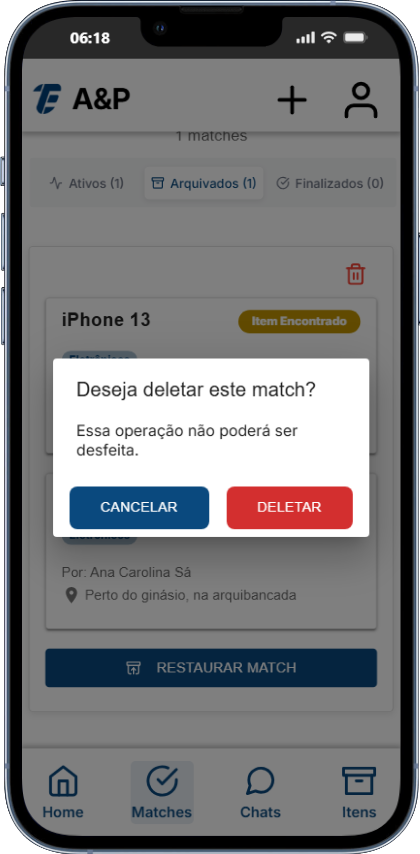 06:18
A&P
1 matches
Ativos (1) Arquivados (1) Finalizados (0)
iPhone 13 Item Encontrado
Eletrônicos
Deseja deletar este match?
Essa operação não poderá ser
desfeita.
CANCELAR DELETAR
Eletrônicos
Por: Ana Carolina Sá
Perto do ginásio, na arquibancada
RESTAURAR MATCH
Home Matches Chats Itens